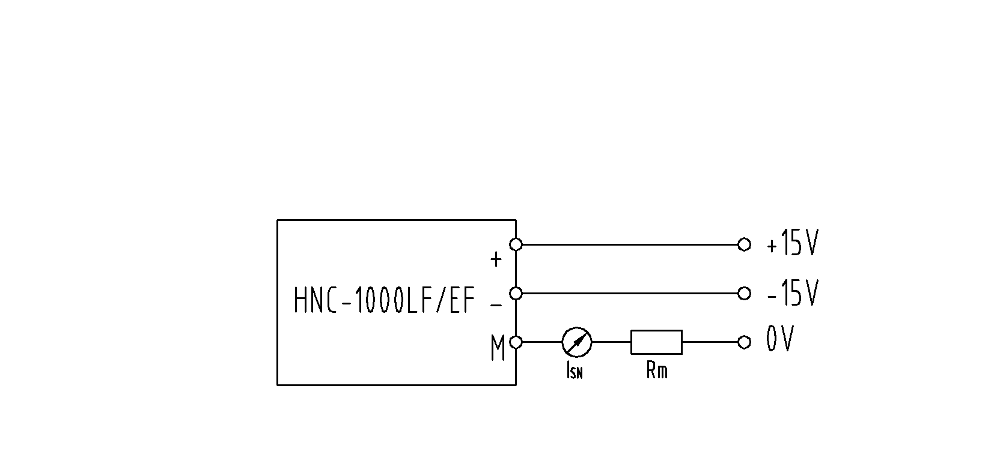 +15V
+
HNC-1000LF/EF
-
-15V
M
0V
ISN
Rm